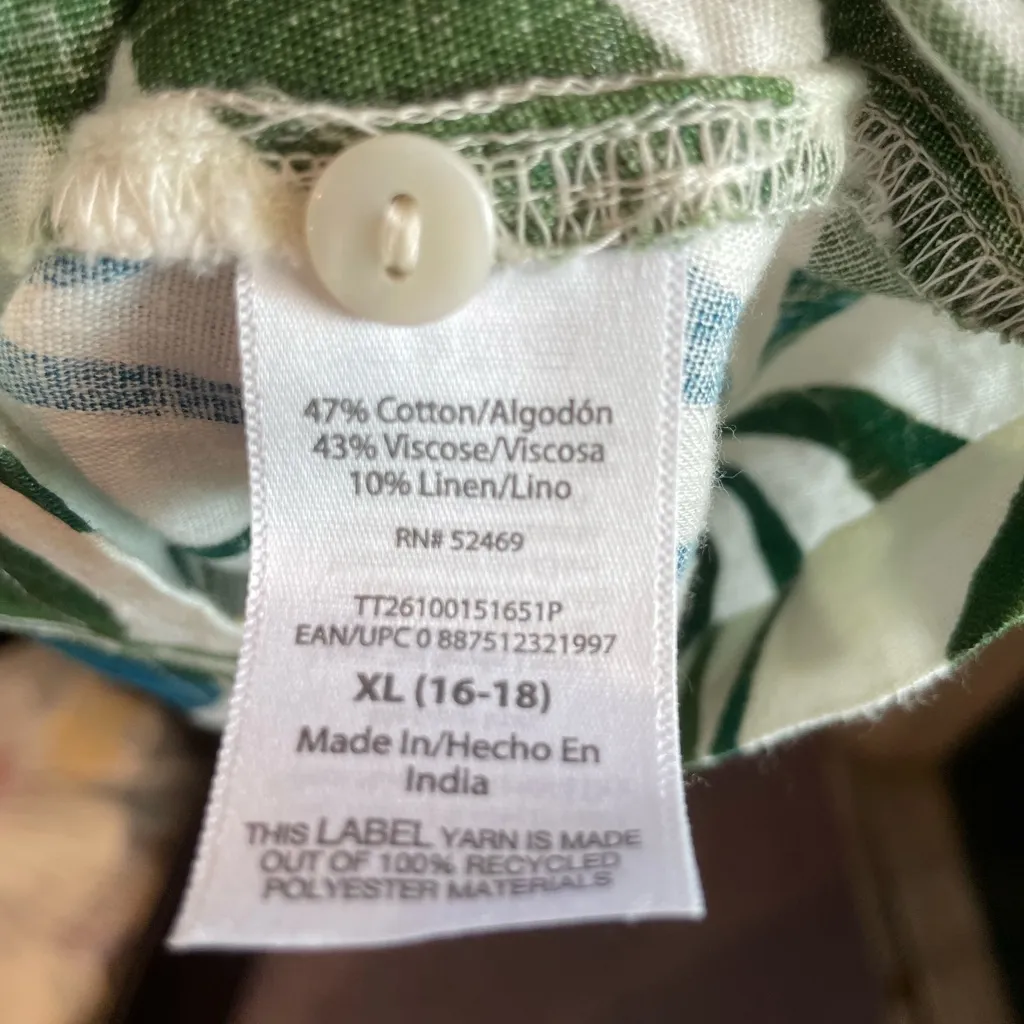 47% Cotton/Algodón
43% Viscose/Viscosa
10% Linen/Lino
RN# 52469
TT26100151651P
EAN/UPC 0 887512321997
XL (16-18)
Made In/Hecho En
India
THIS LABEL YARN IS MADE
OUT OF 100% RECYCLED
POLYESTER MATERIALS